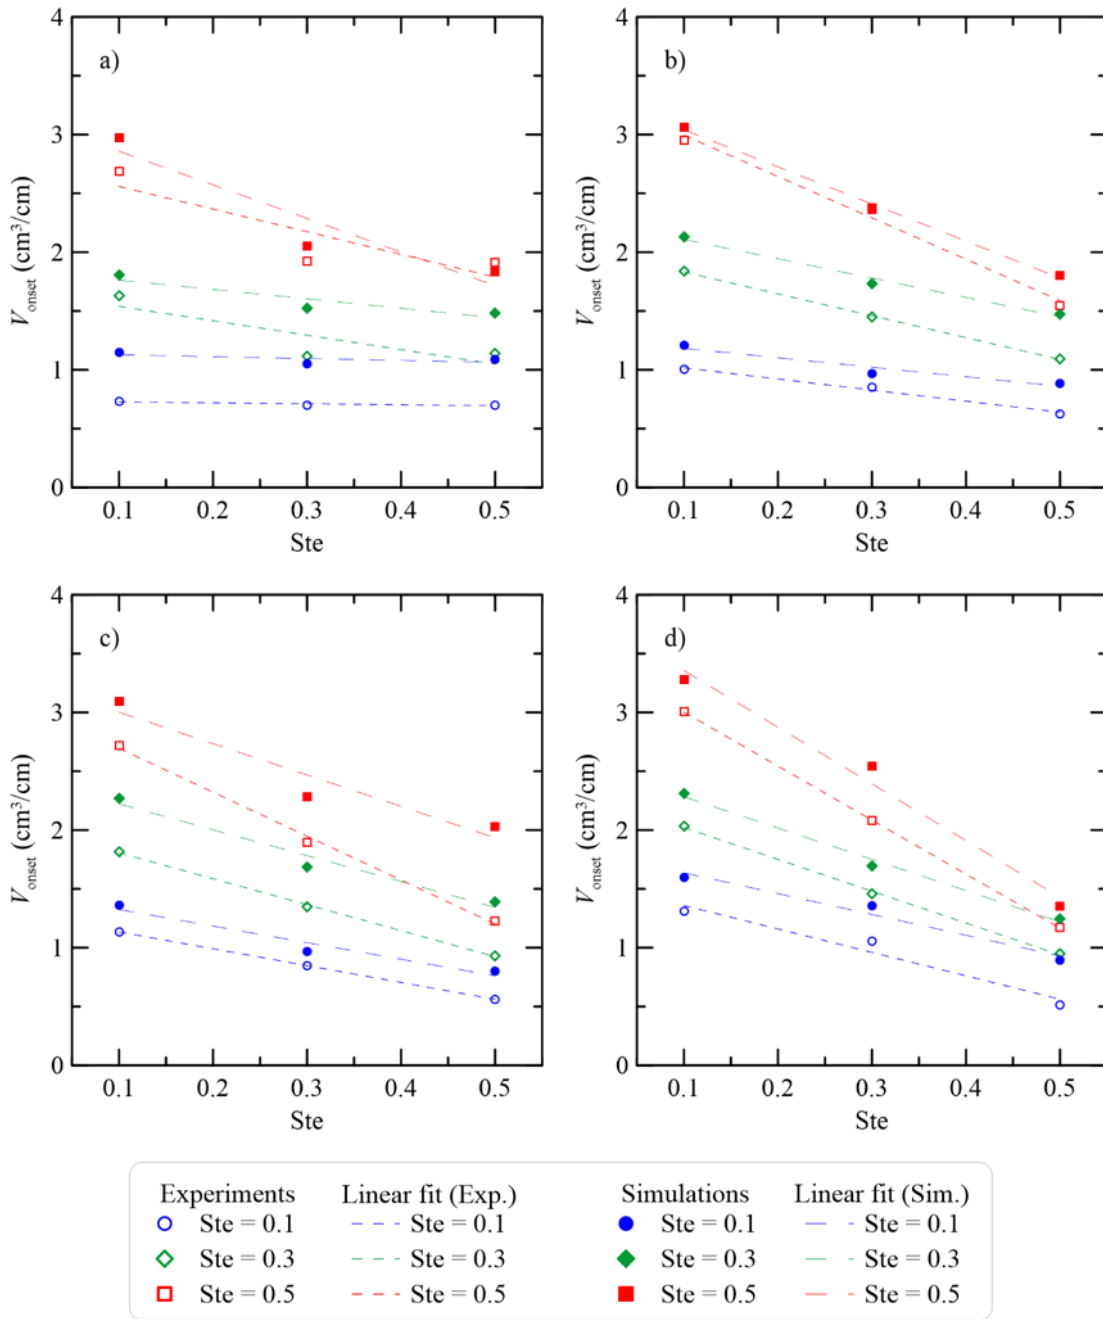 a)
4
3
2
1
0
V_onset (cm³/cm)
0.1 0.2 0.3 0.4 0.5
Ste
b)
4
3
2
1
0
V_onset (cm³/cm)
0.1 0.2 0.3 0.4 0.5
Ste
c)
4
3
2
1
0
V_onset (cm³/cm)
0.1 0.2 0.3 0.4 0.5
Ste
d)
4
3
2
1
0
V_onset (cm³/cm)
0.1 0.2 0.3 0.4 0.5
Ste
Experiments Linear fit (Exp.) Simulations Linear fit (Sim.)
Ste = 0.1 Ste = 0.1 Ste = 0.1 Ste = 0.1
Ste = 0.3 Ste = 0.3 Ste = 0.3 Ste = 0.3
Ste = 0.5 Ste = 0.5 Ste = 0.5 Ste = 0.5